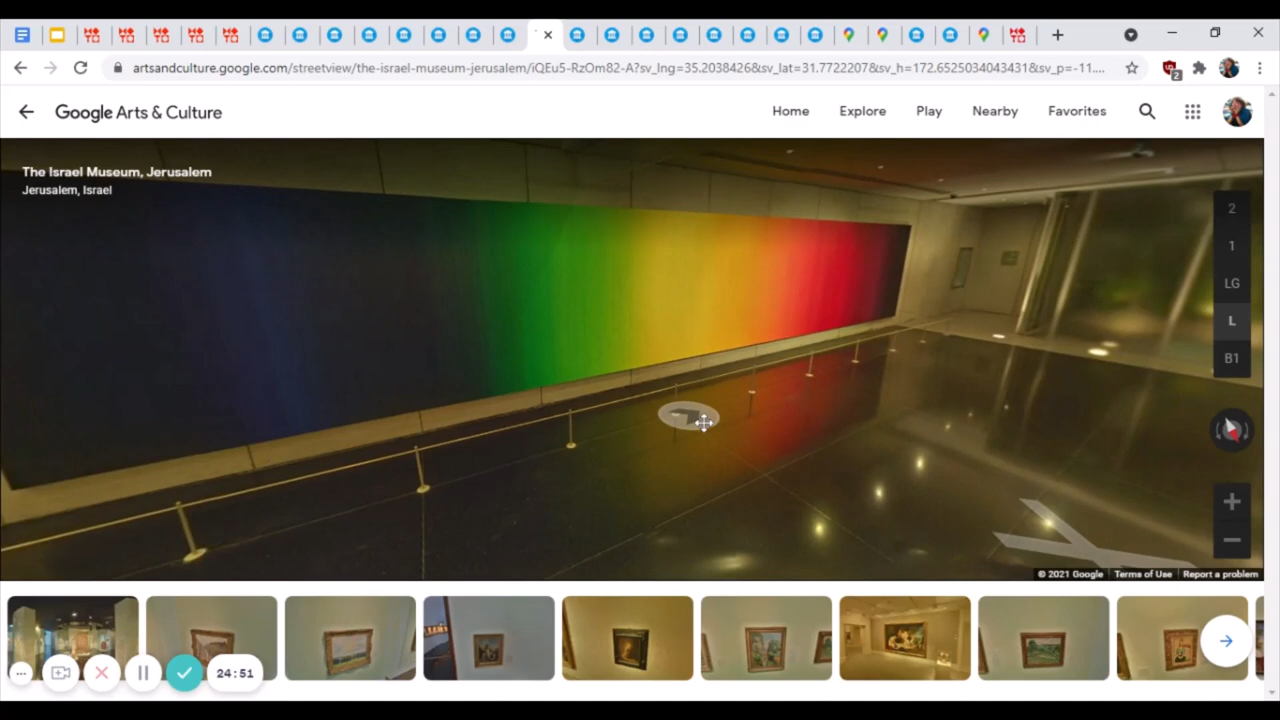 artsandculture.google.com/streetview/the-israel-museum-jerusalem/iQEu5-RzOm82-A?sv_lng=35.2038426&sv_lat=31.7722207&sv_h=172.6525034043431&sv_p=-11....
2
Google Arts & Culture
Home
Explore
Play
Nearby
Favorites
The Israel Museum, Jerusalem
Jerusalem, Israel
2
1
LG
L
B1
© 2021 Google
Terms of Use
Report a problem
24:51